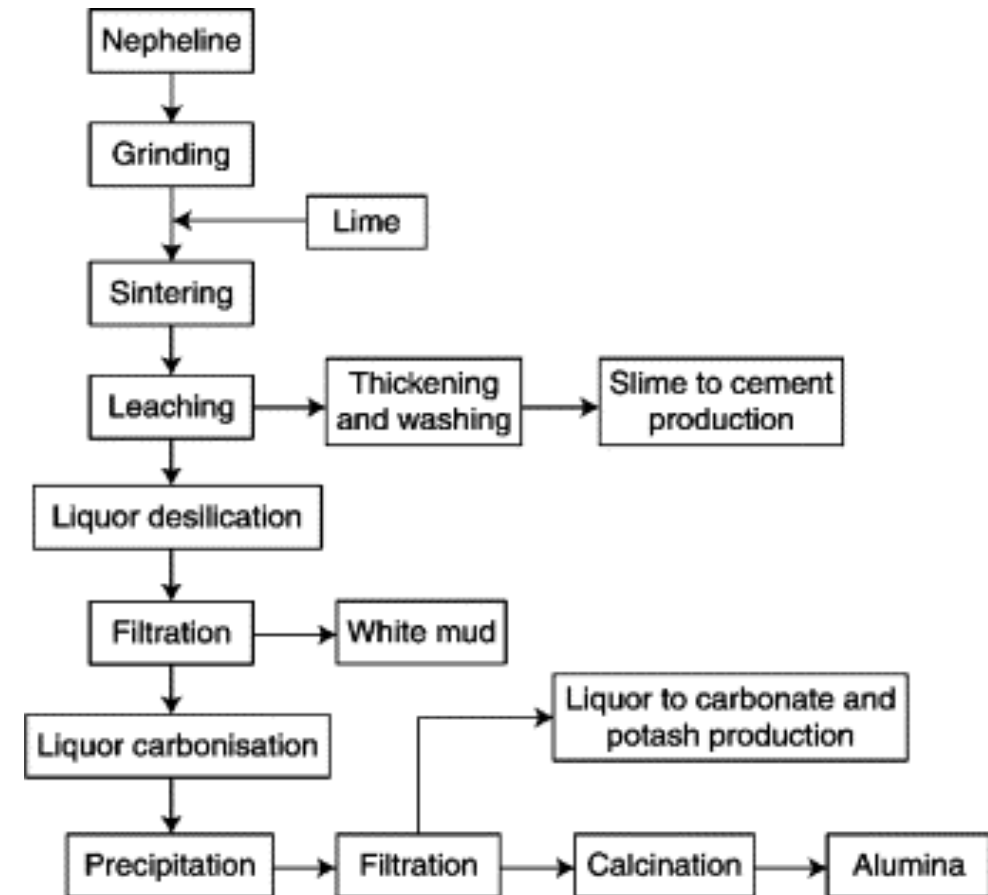 Nepheline
Grinding
Lime
Sintering
Leaching
Thickening
and washing
Slime to cement
production
Liquor desilication
Filtration
White mud
Liquor to carbonate and
potash production
Liquor carbonisation
Precipitation
Filtration
Calcination
Alumina